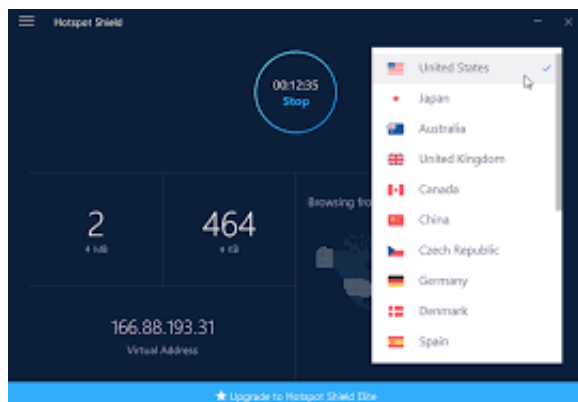 Hotspot Shield
00:12:35
Stop
United States
Japan
Australia
United Kingdom
Canada
China
Czech Republic
Germany
Denmark
Spain
Browsing fro
2
464
166.88.193.31
Virtual Address
Upgrade to Hotspot Shield Elite